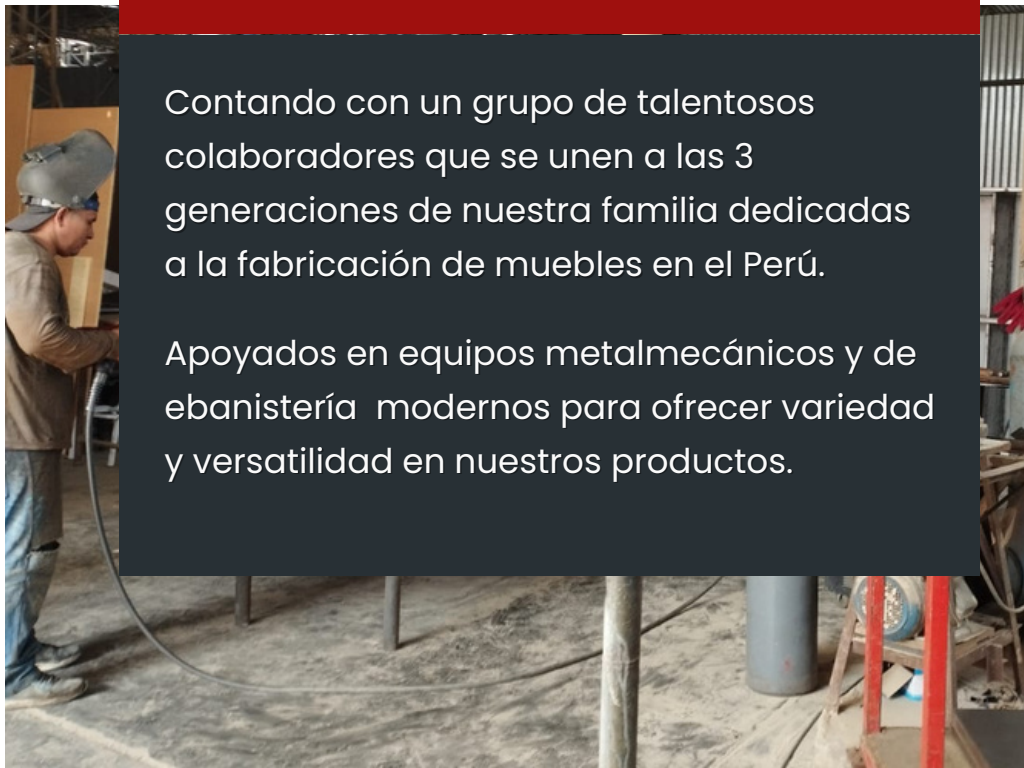 Contando con un grupo de talentosos
colaboradores que se unen a las 3
generaciones de nuestra familia dedicadas
a la fabricación de muebles en el Perú.
Apoyados en equipos metalmecánicos y de
ebanistería  modernos para ofrecer variedad
y versatilidad en nuestros productos.